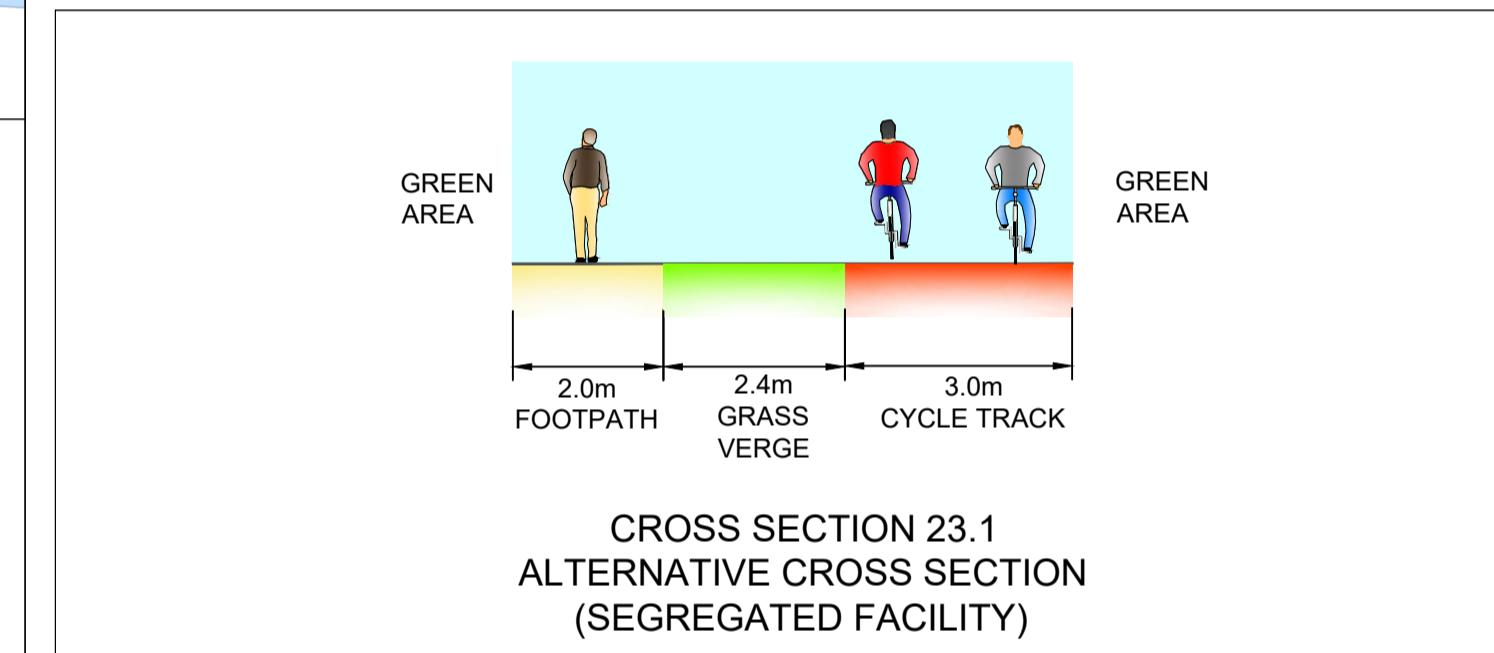 GREEN
AREA
GREEN
AREA
2.0m
FOOTPATH
2.4m
GRASS
VERGE
3.0m
CYCLE TRACK
CROSS SECTION 23.1
ALTERNATIVE CROSS SECTION
(SEGREGATED FACILITY)